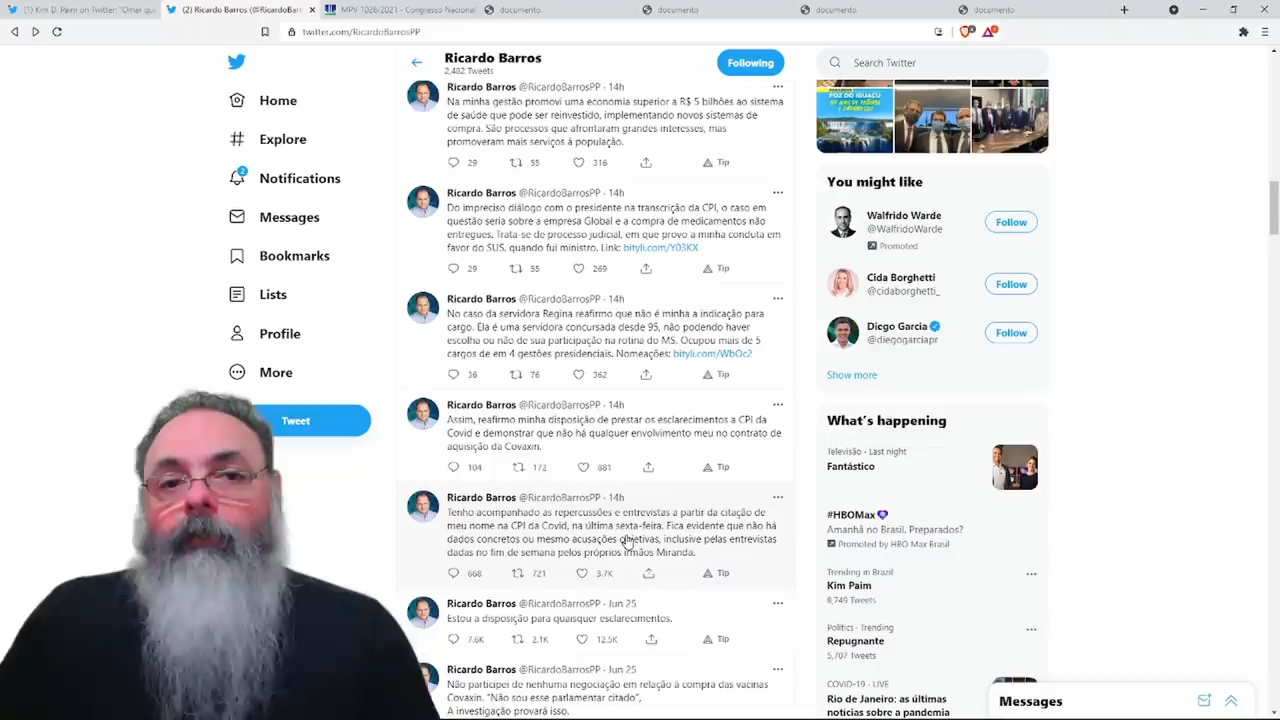 (1) Kim D. Paim on Twitter: "Omar que
(2) Ricardo Barros (@RicardoBarr
MPV 1026/2021 - Congresso Nacional
documento
documento
documento
documento
twitter.com/RicardoBarrosPP
Home
Explore
Notifications
2
Messages
Bookmarks
Lists
Profile
More
Tweet
Ricardo Barros
2,482 Tweets
Following
Ricardo Barros @RicardoBarrosPP · 14h
Na minha gestão promovi uma economia superior a R$ 5 bilhões ao sistema
de saúde que pode ser reinvestido, implementando novos sistemas de
compra. São processos que afrontaram grandes interesses, mas
promoveram mais serviços à população.
29 55 316 Tip
Ricardo Barros @RicardoBarrosPP · 14h
Do impreciso diálogo com o presidente na transcrição da CPI, o caso em
questão seria sobre a empresa Global e a compra de medicamentos não
entregues. Trata-se de processo judicial, em que provo a minha conduta em
favor do SUS, quando fui ministro. Link: bityli.com/Y03KX
29 55 269 Tip
Ricardo Barros @RicardoBarrosPP · 14h
No caso da servidora Regina reafirmo que não é minha a indicação para
cargo. Ela é uma servidora concursada desde 95, não podendo haver
escolha ou não de sua participação na rotina do MS. Ocupou mais de 5
cargos de em 4 gestões presidenciais. Nomeações: bityli.com/WbOc2
36 76 362 Tip
Ricardo Barros @RicardoBarrosPP · 14h
Assim, reafirmo minha disposição de prestar os esclarecimentos a CPI da
Covid e demonstrar que não há qualquer envolvimento meu no contrato de
aquisição da Covaxin.
104 172 881 Tip
Ricardo Barros @RicardoBarrosPP · 14h
Tenho acompanhado as repercussões e entrevistas a partir da citação de
meu nome na CPI da Covid, na última sexta-feira. Fica evidente que não há
dados concretos ou mesmo acusações objetivas, inclusive pelas entrevistas
dadas no fim de semana pelos próprios irmãos Miranda.
668 721 3.7K Tip
Ricardo Barros @RicardoBarrosPP · Jun 25
Estou a disposição para quaisquer esclarecimentos.
7.6K 2.1K 12.5K Tip
Ricardo Barros @RicardoBarrosPP · Jun 25
Não participei de nenhuma negociação em relação à compra das vacinas
Covaxin. "Não sou esse parlamentar citado",
A investigação provará isso.
Search Twitter
FOZ DO IGUAÇU
You might like
Walfrido Warde
@WalfridoWarde
Promoted
Follow
Cida Borghetti
@cidaborghetti_
Follow
Diego Garcia
@diegogarciapr
Follow
Show more
What's happening
Televisão · Last night
Fantástico
#HBOMax
Amanhã no Brasil. Preparados?
Promoted by HBO Max Brasil
Trending in Brazil
Kim Paim
8,749 Tweets
Politics · Trending
Repugnante
5,707 Tweets
COVID-19 · LIVE
Rio de Janeiro: as últimas
notícias sobre a pandemia
Messages